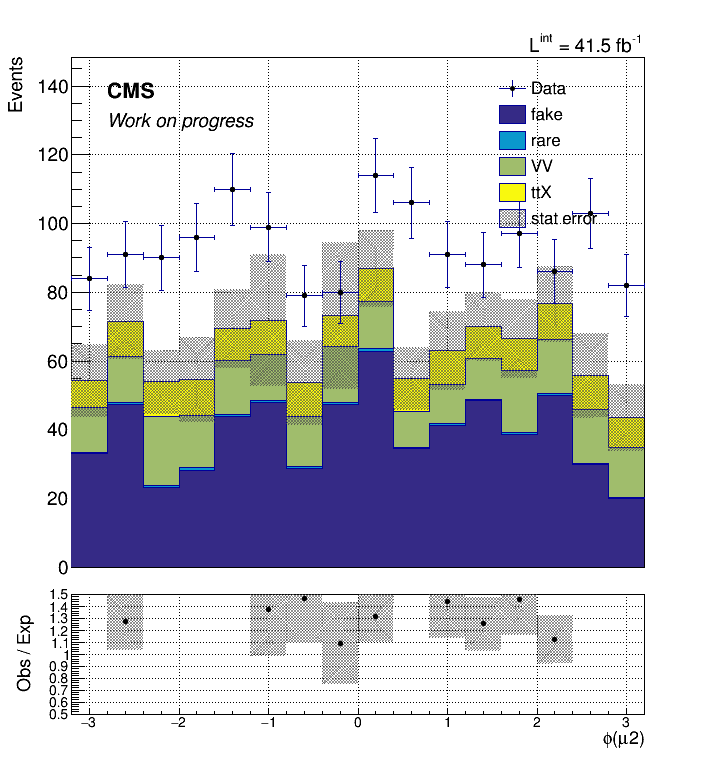 L^int = 41.5 fb^-1
Events
140
120
100
80
60
40
20
0
CMS
Work on progress
Data
fake
rare
VV
ttX
stat error
Obs / Exp
1.5
1.4
1.3
1.2
1.1
1
0.9
0.8
0.7
0.6
0.5
−3 −2 −1 0 1 2 3
ϕ(μ2)